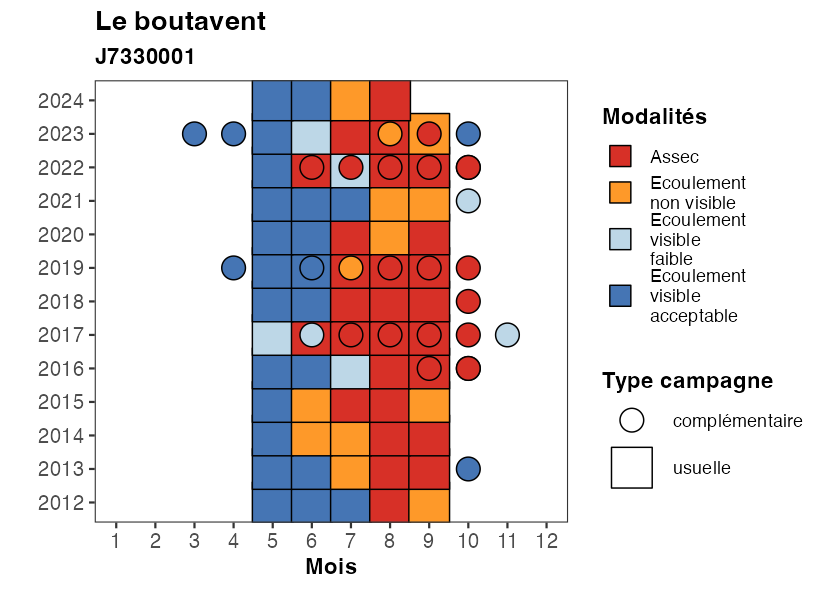 Le boutavent
J7330001
2024
2023
2022
2021
2020
2019
2018
2017
2016
2015
2014
2013
2012
1 2 3 4 5 6 7 8 9 10 11 12
Mois
Modalités
Assec
Ecoulement
non visible
Ecoulement
visible
faible
Ecoulement
visible
acceptable
Type campagne
complémentaire
usuelle